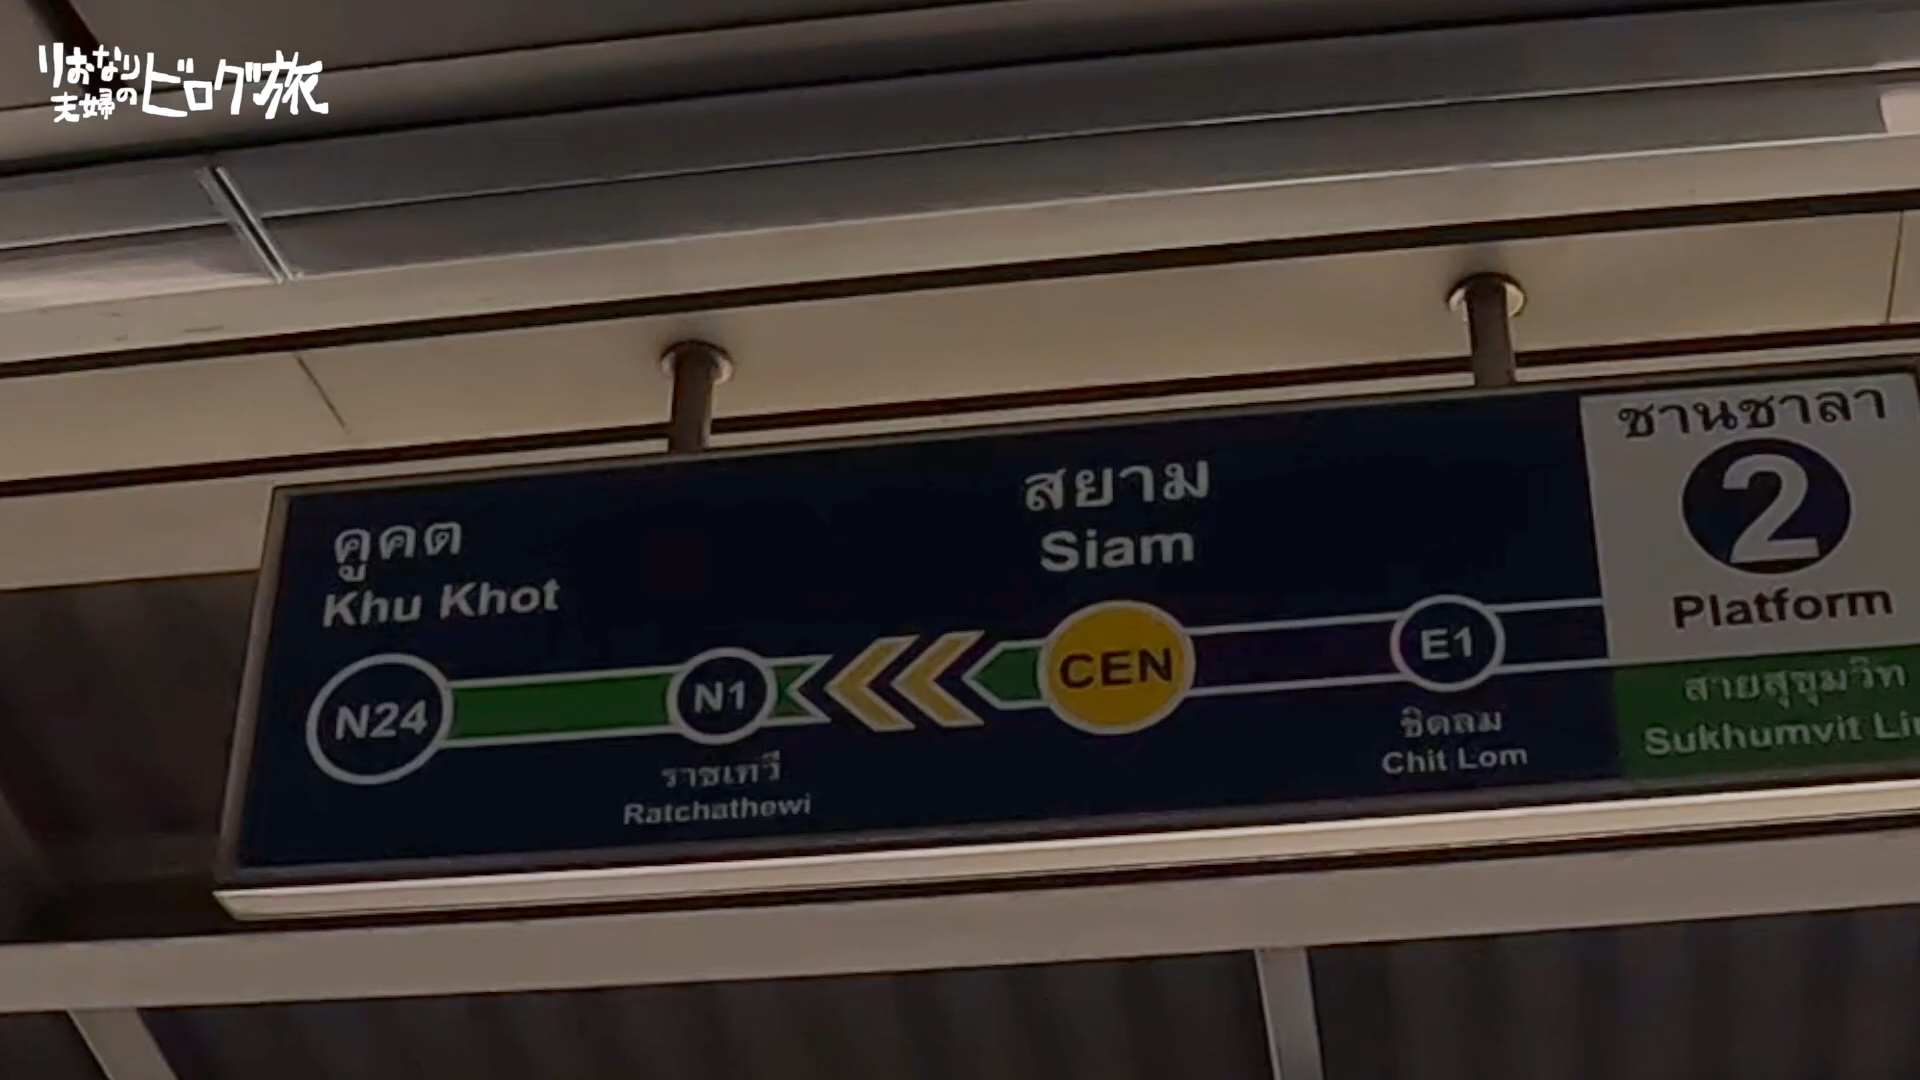 りおなり
夫婦のビログ旅
คูคต
Khu Khot
สยาม
Siam
ชานชาลา
2
Platform
N24
N1
CEN
E1
ราชเทวี
Ratchathewi
ชิดลม
Chit Lom
สายสุขุมวิท
Sukhumvit Lin